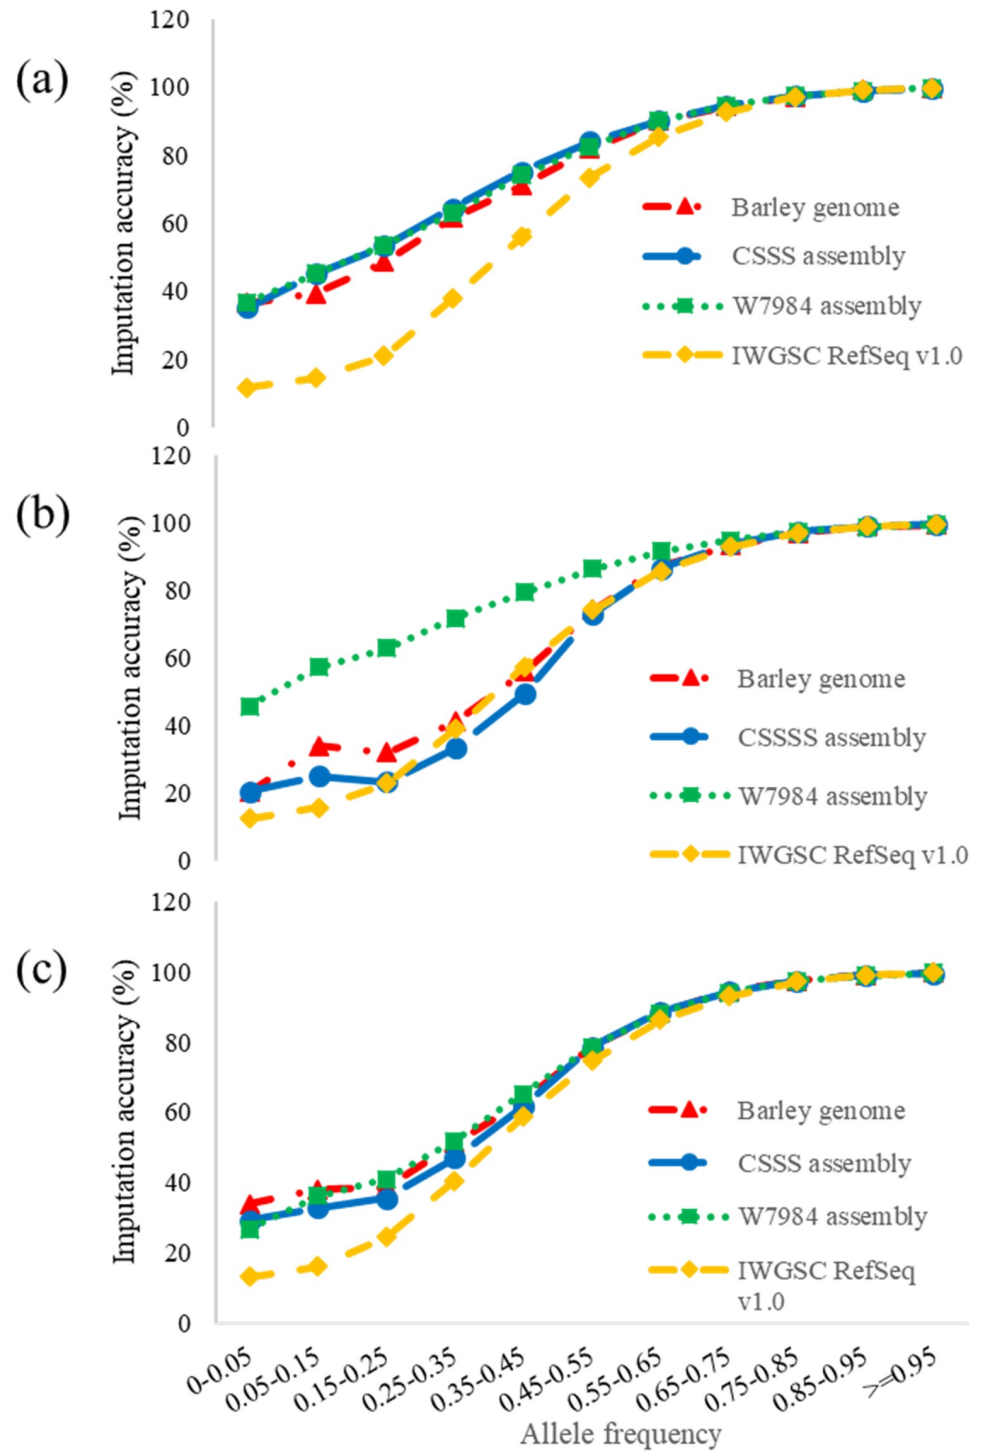 (a)
Imputation accuracy (%)
120
100
80
60
40
20
0
Barley genome
CSSS assembly
W7984 assembly
IWGSC RefSeq v1.0
(b)
Imputation accuracy (%)
120
100
80
60
40
20
0
Barley genome
CSSSS assembly
W7984 assembly
IWGSC RefSeq v1.0
(c)
Imputation accuracy (%)
120
100
80
60
40
20
0
Barley genome
CSSS assembly
W7984 assembly
IWGSC RefSeq
v1.0
0-0.05
0.05-0.15
0.15-0.25
0.25-0.35
0.35-0.45
0.45-0.55
0.55-0.65
0.65-0.75
0.75-0.85
0.85-0.95
>=0.95
Allele frequency